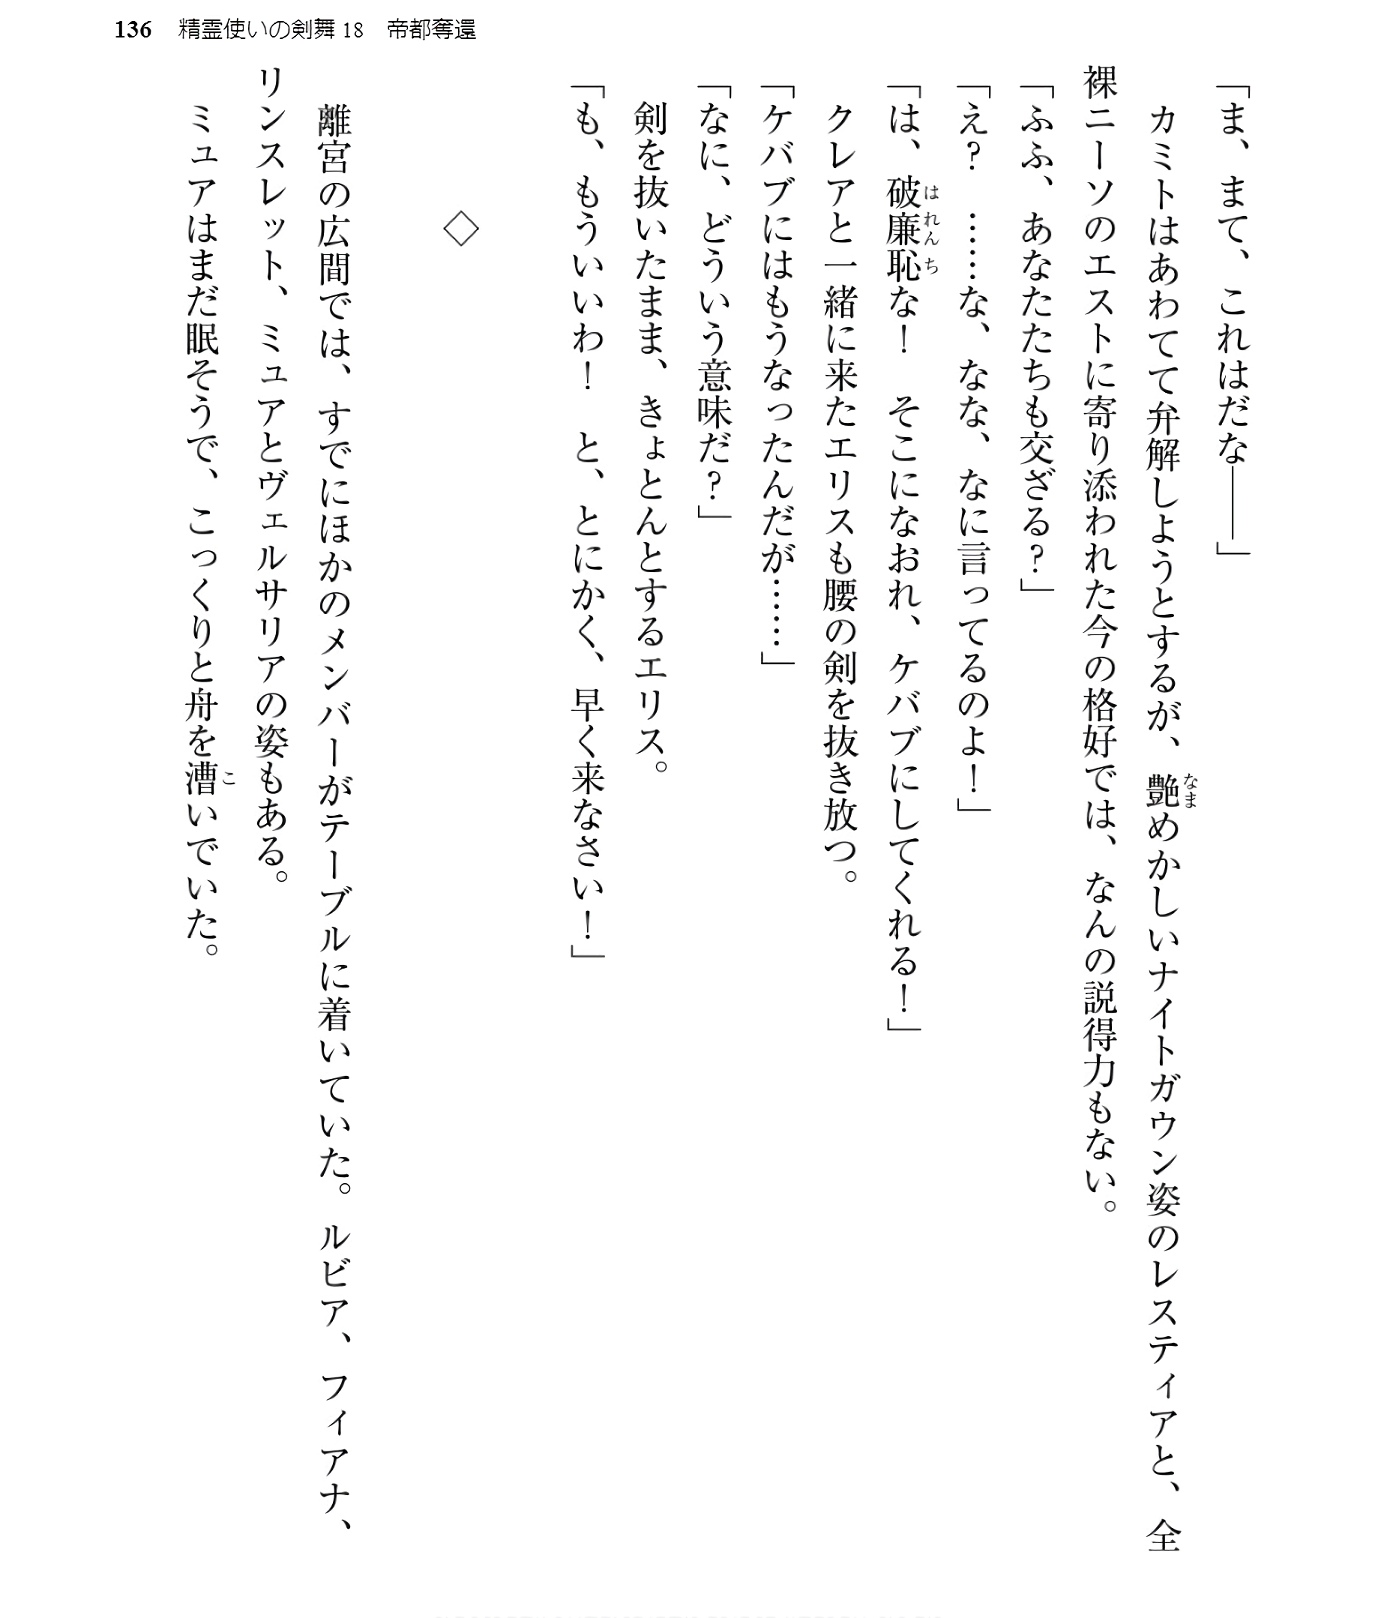 136 精霊使いの剣舞18 帝都奪還
「ま、まて、これはだな――」
カミトはあわてて弁解しようとするが、艶めかしいナイトガウン姿のレスティアと、全
裸ニーソのエストに寄り添われた今の格好では、なんの説得力もない。
「ふふ、あなたたちも交ざる?」
「え? ……な、なな、なに言ってるのよ!」
「は、破廉恥な! そこになおれ、ケバブにしてくれる!」
クレアと一緒に来たエリスも腰の剣を抜き放つ。
「ケバブにはもうなったんだが……」
「なに、どういう意味だ?」
剣を抜いたまま、きょとんとするエリス。
「も、もういいわ! と、とにかく、早く来なさい!」
◇
離宮の広間では、すでにほかのメンバーがテーブルに着いていた。ルビア、フィアナ、
リンスレット、ミュアとヴェルサリアの姿もある。
ミュアはまだ眠そうで、こっくりと舟を漕いでいた。